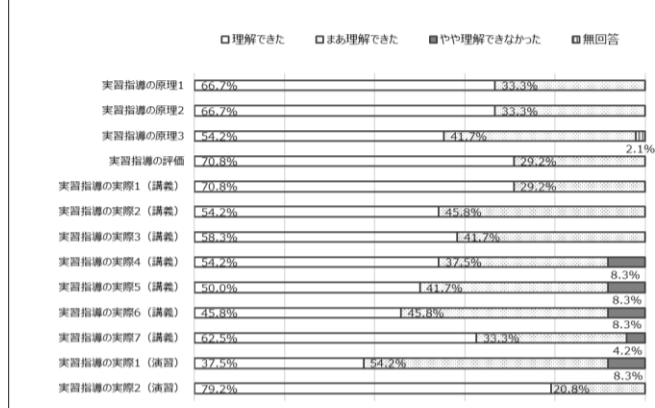 理解できた まあ理解できた やや理解できなかった 無回答
実習指導の原理1 66.7% 33.3%
実習指導の原理2 66.7% 33.3%
実習指導の原理3 54.2% 41.7%
2.1%
実習指導の評価 70.8% 29.2%
実習指導の実際1（講義） 70.8% 29.2%
実習指導の実際2（講義） 54.2% 45.8%
実習指導の実際3（講義） 58.3% 41.7%
実習指導の実際4（講義） 54.2% 37.5%
8.3%
実習指導の実際5（講義） 50.0% 41.7%
8.3%
実習指導の実際6（講義） 45.8% 45.8%
8.3%
実習指導の実際7（講義） 62.5% 33.3%
4.2%
実習指導の実際1（演習） 37.5% 54.2%
8.3%
実習指導の実際2（演習） 79.2% 20.8%